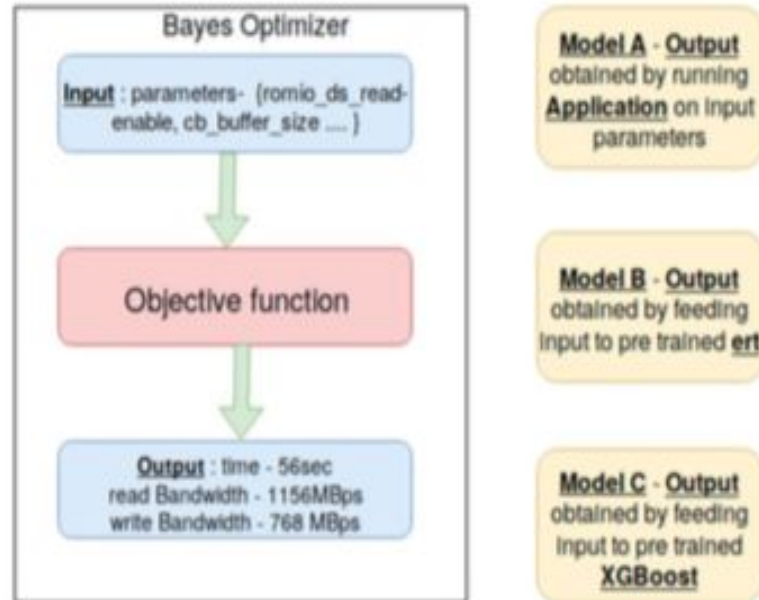 Bayes Optimizer
Input : parameters- {romio_ds_read-
enable, cb_buffer_size .... }
Objective function
Output : time - 56sec
read Bandwidth - 1156MBps
write Bandwidth - 768 MBps
Model A - Output
obtained by running
Application on input
parameters
Model B - Output
obtained by feeding
input to pre trained ert
Model C - Output
obtained by feeding
input to pre trained
XGBoost